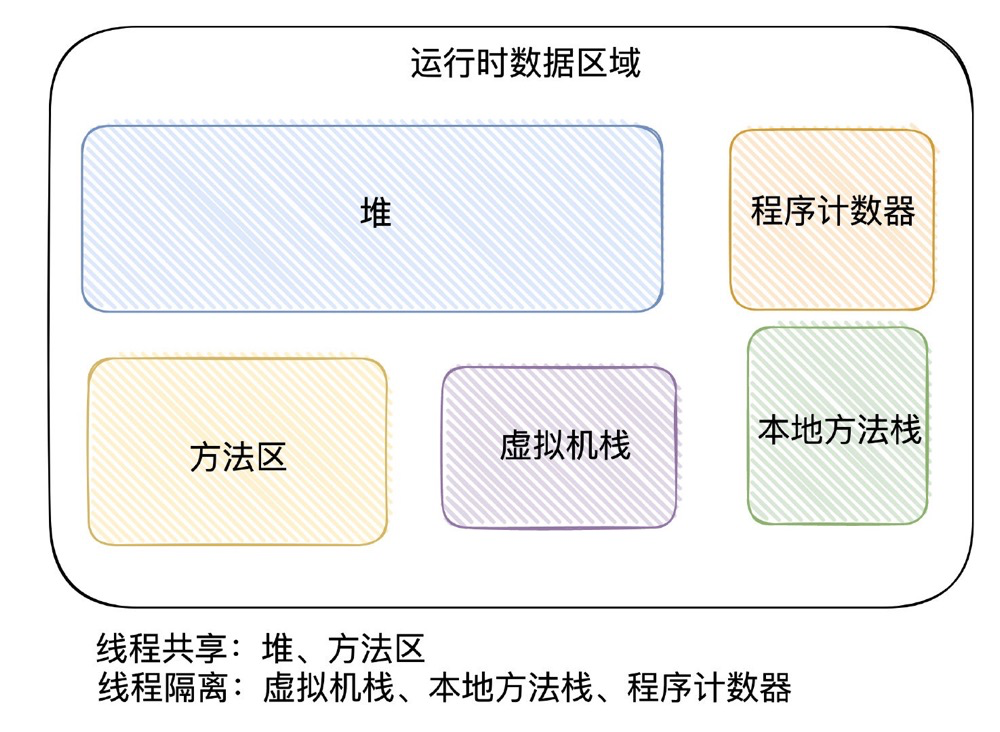 运行时数据区域
堆
程序计数器
方法区
虚拟机栈
本地方法栈
线程共享：堆、方法区
线程隔离：虚拟机栈、本地方法栈、程序计数器